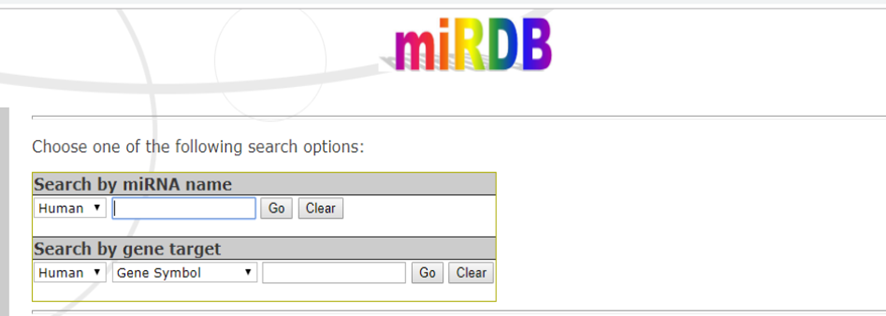 miRDB
Choose one of the following search options:
Search by miRNA name
Human Go Clear
Search by gene target
Human Gene Symbol Go Clear